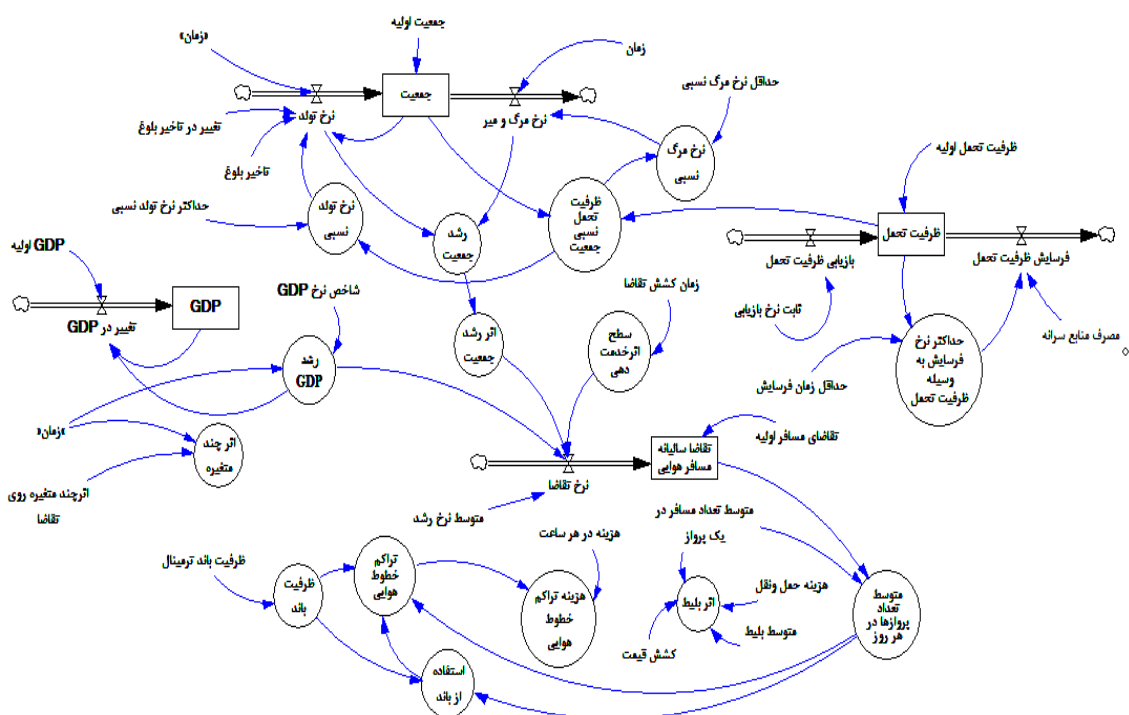 جمعیت اولیه
«زمان»
زمان
جمعیت
نرخ تولد
نرخ مرگ و میر
حداقل نرخ مرگ نسبی
تغییر در تاخیر بلوغ
تاخیر بلوغ
نرخ مرگ
نسبی
ظرفیت تحمل اولیه
حداکثر نرخ تولد نسبی
نرخ تولد
نسبی
رشد
جمعیت
ظرفیت
تحمل
نسبی
جمعیت
ظرفیت تحمل
بازیابی ظرفیت تحمل
فرسایش ظرفیت تحمل
GDP اولیه
GDP
تغییر در GDP
شاخص نرخ GDP
زمان کشش تقاضا
ثابت نرخ بازیابی
مصرف منابع سرانه
رشد
GDP
اثر رشد
جمعیت
سطح
اثرخدمت
دهی
حداکثر نرخ
فرسایش به
وسیله
ظرفیت تحمل
حداقل زمان فرسایش
«زمان»
اثر چند
متغیره
اثرچند متغیره روی
تقاضا
تقاضای مسافر اولیه
تقاضا سالیانه
مسافر هوایی
نرخ تقاضا
متوسط نرخ رشد
متوسط تعداد مسافر در
یک پرواز
هزینه در هر ساعت
ظرفیت باند ترمینال
ظرفیت
باند
تراکم
خطوط
هوایی
هزینه تراکم
خطوط
هوایی
اثر بلیط
هزینه حمل ونقل
متوسط بلیط
کشش قیمت
متوسط
تعداد
پروازها در
هر روز
استفاده
از باند